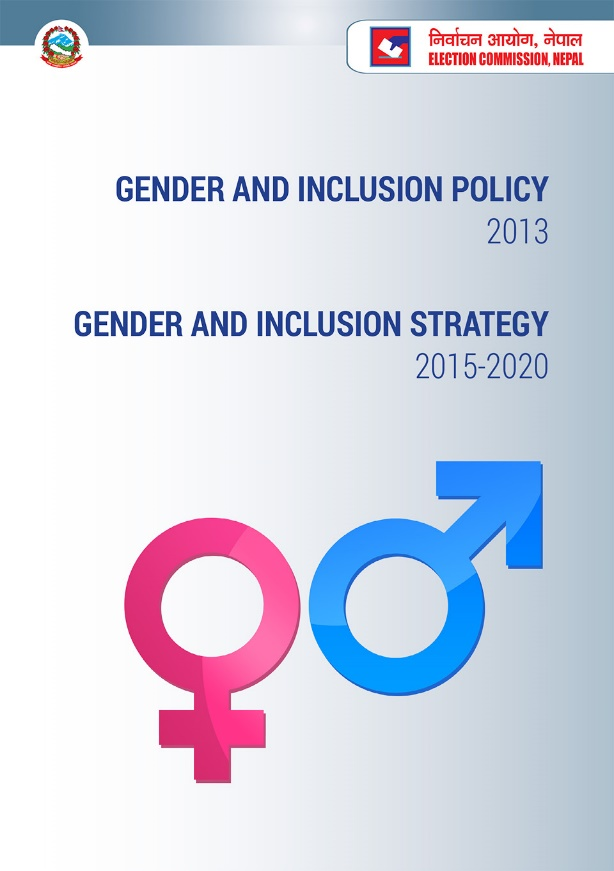 निर्वाचन आयोग, नेपाल
ELECTION COMMISSION, NEPAL
GENDER AND INCLUSION POLICY
2013
GENDER AND INCLUSION STRATEGY
2015-2020